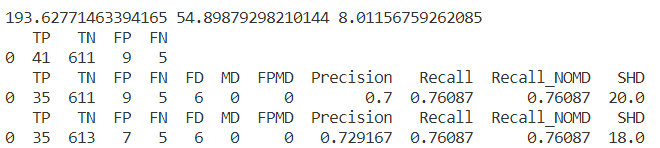 193.62771463394165 54.89879298210144 8.01156759262085
TP TN FP FN
0 41 611 9 5
TP TN FP FN FD MD FPMD Precision Recall Recall_NOMD SHD
0 35 611 9 5 6 0 0 0.7 0.76087 0.76087 20.0
TP TN FP FN FD MD FPMD Precision Recall Recall_NOMD SHD
0 35 613 7 5 6 0 0 0.729167 0.76087 0.76087 18.0